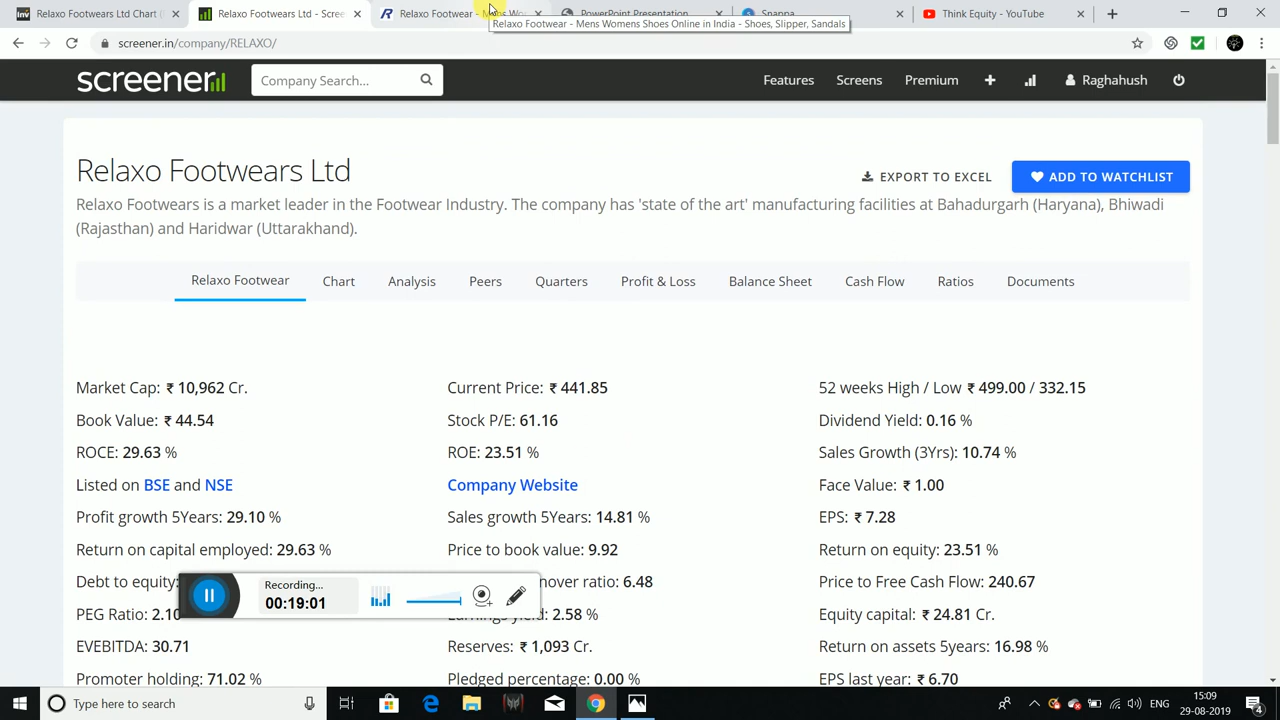 Relaxo Footwears Ltd Chart (
Relaxo Footwears Ltd - Scree
Relaxo Footwear - Mens Wo
PowerPoint Presentation
Snappa
Think Equity - YouTube
Relaxo Footwear - Mens Womens Shoes Online in India - Shoes, Slipper, Sandals
screener.in/company/RELAXO/
screener
Company Search...
Features
Screens
Premium
Raghahush
Relaxo Footwears Ltd
EXPORT TO EXCEL
ADD TO WATCHLIST
Relaxo Footwears is a market leader in the Footwear Industry. The company has 'state of the art' manufacturing facilities at Bahadurgarh (Haryana), Bhiwadi
(Rajasthan) and Haridwar (Uttarakhand).
Relaxo Footwear
Chart
Analysis
Peers
Quarters
Profit & Loss
Balance Sheet
Cash Flow
Ratios
Documents
Market Cap: ₹ 10,962 Cr.
Current Price: ₹ 441.85
52 weeks High / Low ₹ 499.00 / 332.15
Book Value: ₹ 44.54
Stock P/E: 61.16
Dividend Yield: 0.16 %
ROCE: 29.63 %
ROE: 23.51 %
Sales Growth (3Yrs): 10.74 %
Listed on BSE and NSE
Company Website
Face Value: ₹ 1.00
Profit growth 5Years: 29.10 %
Sales growth 5Years: 14.81 %
EPS: ₹ 7.28
Return on capital employed: 29.63 %
Price to book value: 9.92
Return on equity: 23.51 %
Debt to equity:
nover ratio: 6.48
Price to Free Cash Flow: 240.67
Recording...
00:19:01
PEG Ratio: 2.10
Earnings yield: 2.58 %
Equity capital: ₹ 24.81 Cr.
EVEBITDA: 30.71
Reserves: ₹ 1,093 Cr.
Return on assets 5years: 16.98 %
Promoter holding: 71.02 %
Pledged percentage: 0.00 %
EPS last year: ₹ 6.70
Type here to search
ENG
15:09
29-08-2019
4